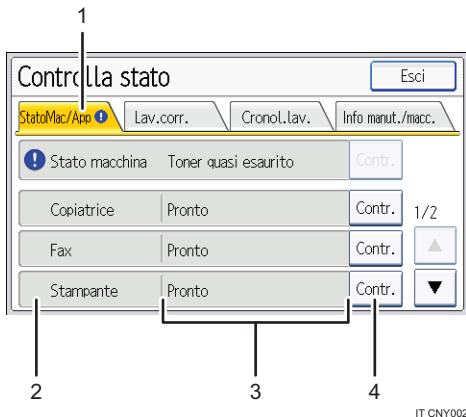 1
Controlla stato
Esci
StatoMac/App
Lav.corr.
Cronol.lav.
Info manut./macc.
Stato macchina Toner quasi esaurito Contr.
Copiatrice Pronto Contr. 1/2
Fax Pronto Contr.
Stampante Pronto Contr.
2 3 4
IT CNY002